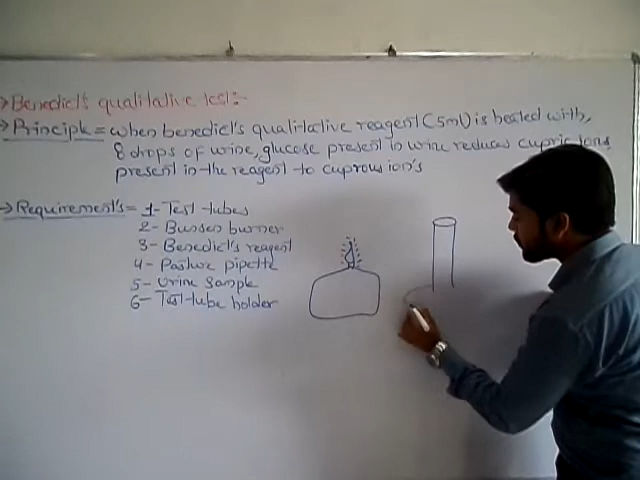 →Benedict's qualitative test:-
→Principle = when benedict's qualitative reagent (5ml) is heated with,
8 drops of urine, glucose present in urine reduces cupric Ions
present in the reagent to cuprous ion's
→Requirement's = 1- Test tubes
2- Bunsen burner
3- Benedict's reagent
4- Pasture pipette
5- Urine sample
6- Test tube holder